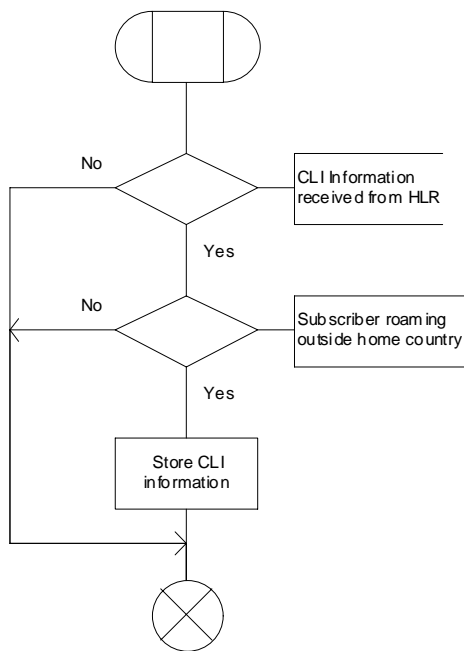 No
CLI Information
received from HLR
Yes
No
Subscriber roaming
outside home country
Yes
Store CLI
information